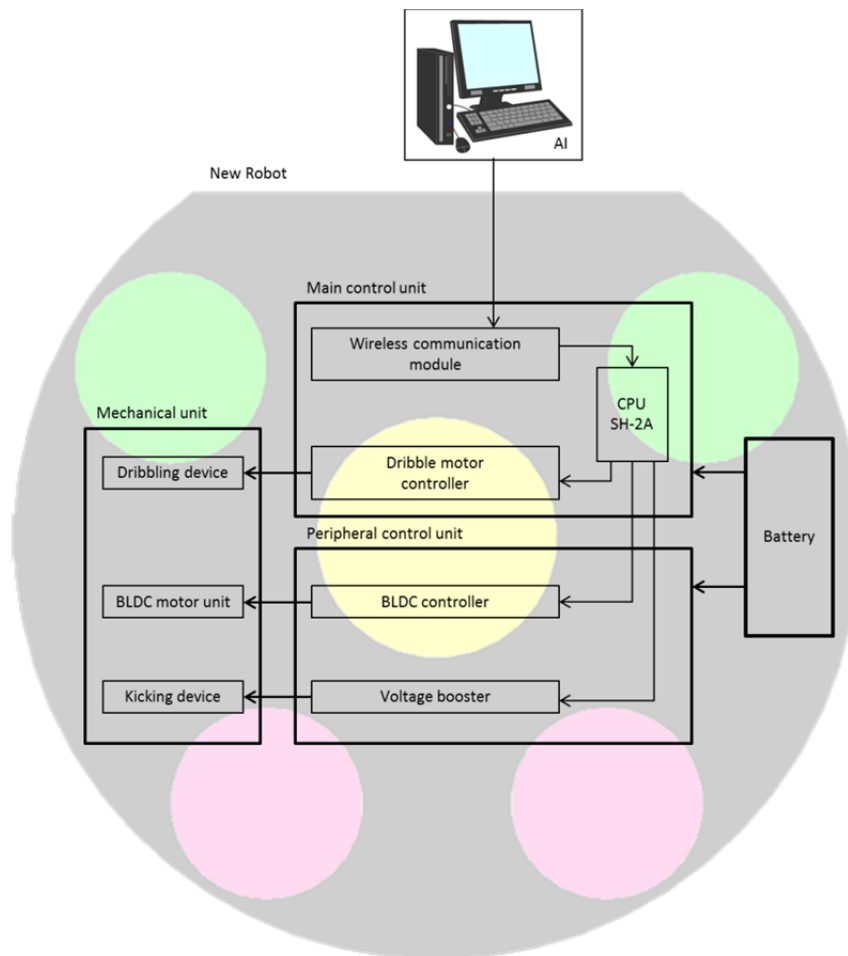 AI
New Robot
Main control unit
Wireless communication
module
CPU
SH-2A
Mechanical unit
Dribbling device
Dribble motor
controller
Battery
Peripheral control unit
BLDC motor unit
BLDC controller
Kicking device
Voltage booster